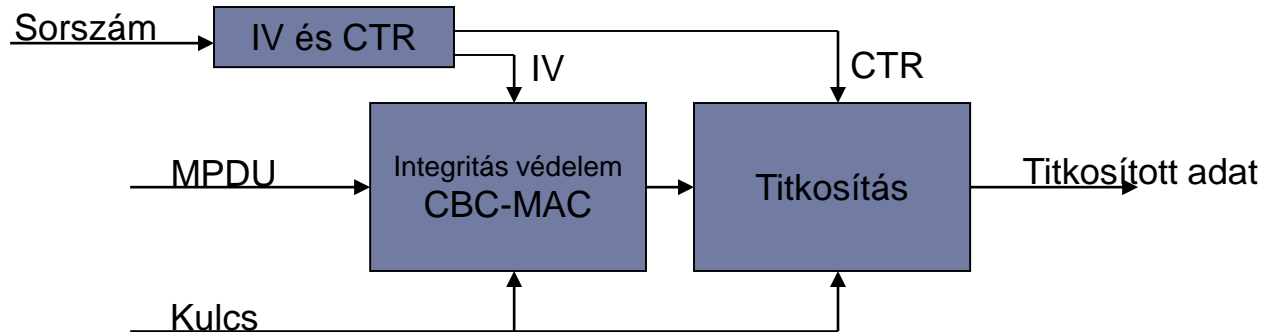 Sorszám
IV és CTR
IV
CTR
MPDU
Integritás védelem
CBC-MAC
Titkosítás
Titkosított adat
Kulcs